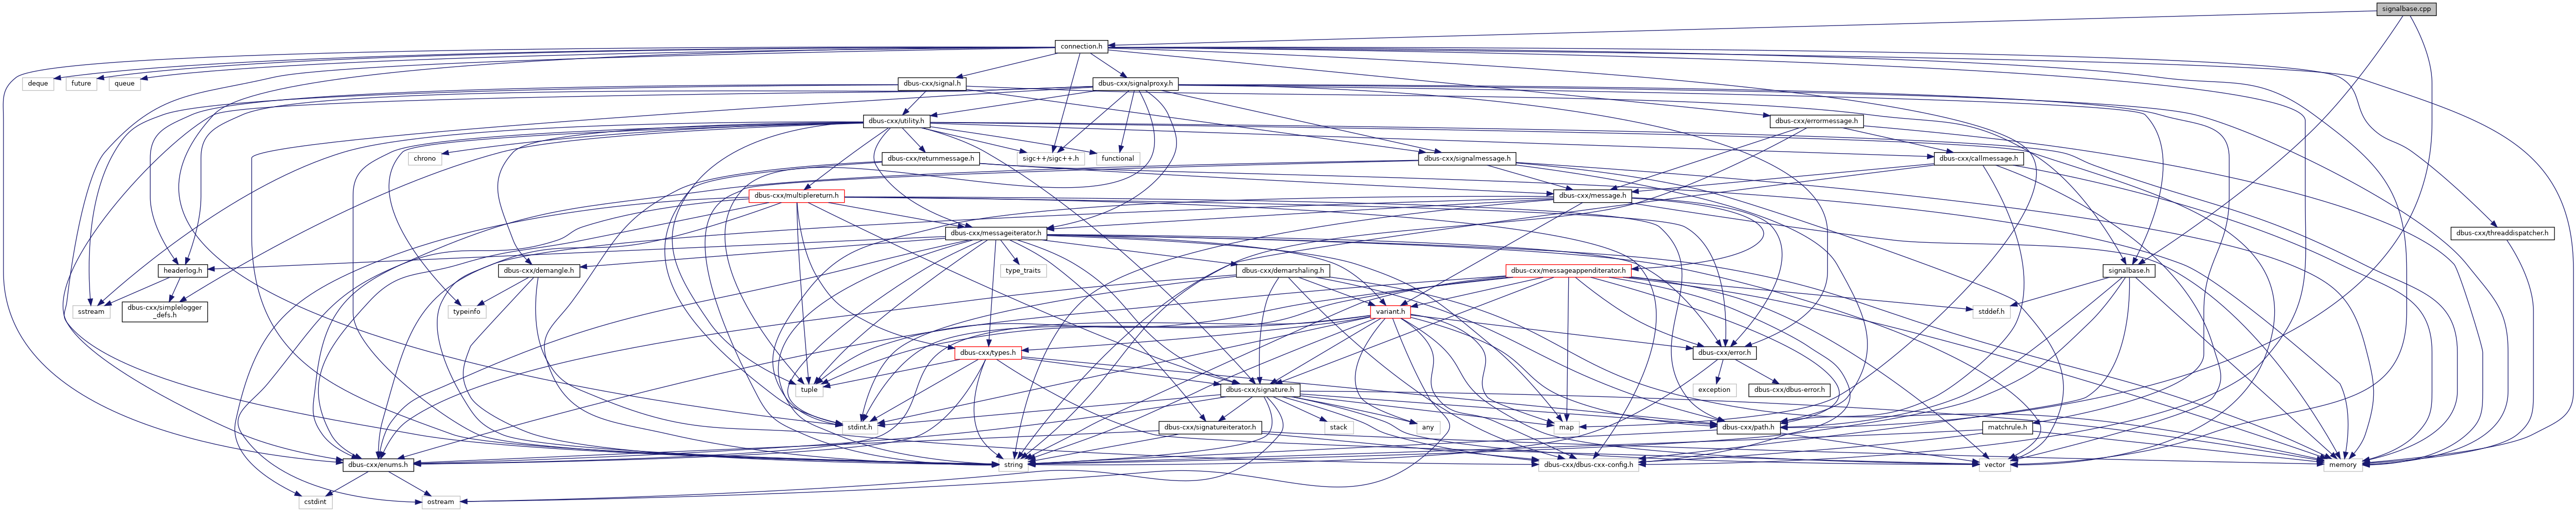 signalbase.cpp
connection.h
deque
future
queue
dbus-cxx/signal.h
dbus-cxx/signalproxy.h
dbus-cxx/utility.h
dbus-cxx/errormessage.h
chrono
dbus-cxx/returnmessage.h
sigc++/sigc++.h
functional
dbus-cxx/signalmessage.h
dbus-cxx/callmessage.h
dbus-cxx/multiplereturn.h
dbus-cxx/message.h
dbus-cxx/messageiterator.h
dbus-cxx/threaddispatcher.h
headerlog.h
dbus-cxx/demangle.h
type_traits
dbus-cxx/demarshaling.h
dbus-cxx/messageappenditerator.h
signalbase.h
sstream
dbus-cxx/simplelogger
_defs.h
typeinfo
variant.h
stddef.h
dbus-cxx/types.h
dbus-cxx/error.h
tuple
dbus-cxx/signature.h
exception
dbus-cxx/dbus-error.h
stdint.h
dbus-cxx/signatureiterator.h
stack
any
map
dbus-cxx/path.h
matchrule.h
dbus-cxx/enums.h
string
dbus-cxx/dbus-cxx-config.h
vector
memory
cstdint
ostream